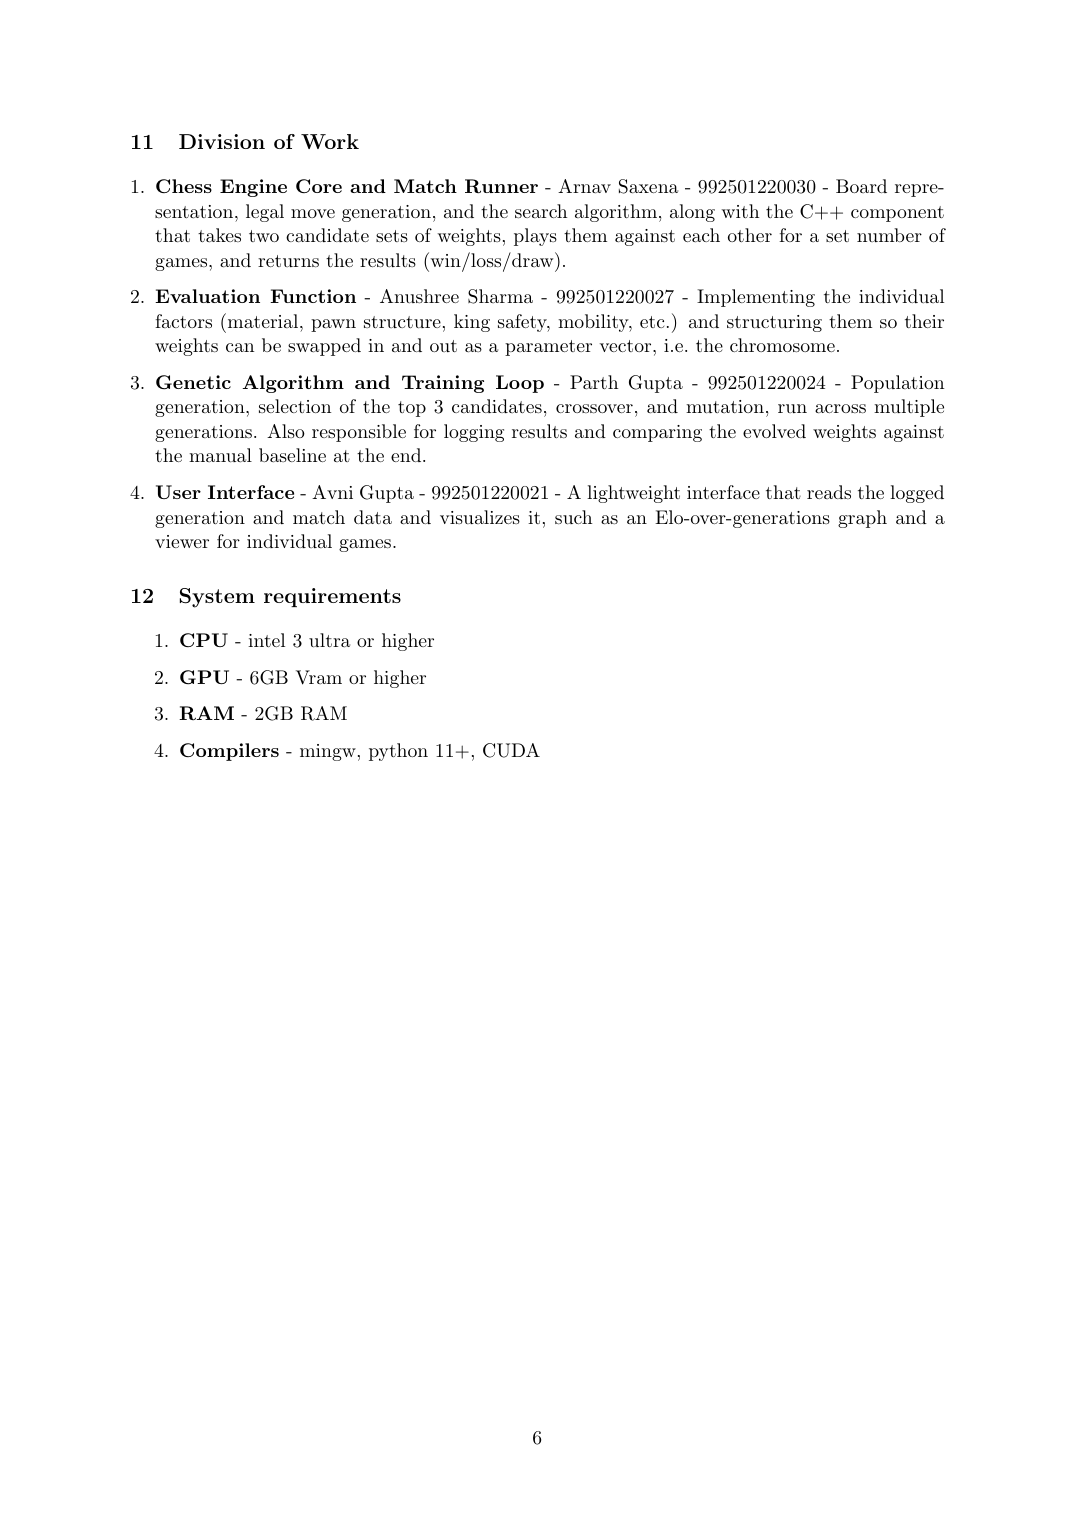 11 Division of Work
1. Chess Engine Core and Match Runner - Arnav Saxena - 992501220030 - Board repre-
sentation, legal move generation, and the search algorithm, along with the C++ component
that takes two candidate sets of weights, plays them against each other for a set number of
games, and returns the results (win/loss/draw).
2. Evaluation Function - Anushree Sharma - 992501220027 - Implementing the individual
factors (material, pawn structure, king safety, mobility, etc.) and structuring them so their
weights can be swapped in and out as a parameter vector, i.e. the chromosome.
3. Genetic Algorithm and Training Loop - Parth Gupta - 992501220024 - Population
generation, selection of the top 3 candidates, crossover, and mutation, run across multiple
generations. Also responsible for logging results and comparing the evolved weights against
the manual baseline at the end.
4. User Interface - Avni Gupta - 992501220021 - A lightweight interface that reads the logged
generation and match data and visualizes it, such as an Elo-over-generations graph and a
viewer for individual games.
12 System requirements
1. CPU - intel 3 ultra or higher
2. GPU - 6GB Vram or higher
3. RAM - 2GB RAM
4. Compilers - mingw, python 11+, CUDA
6